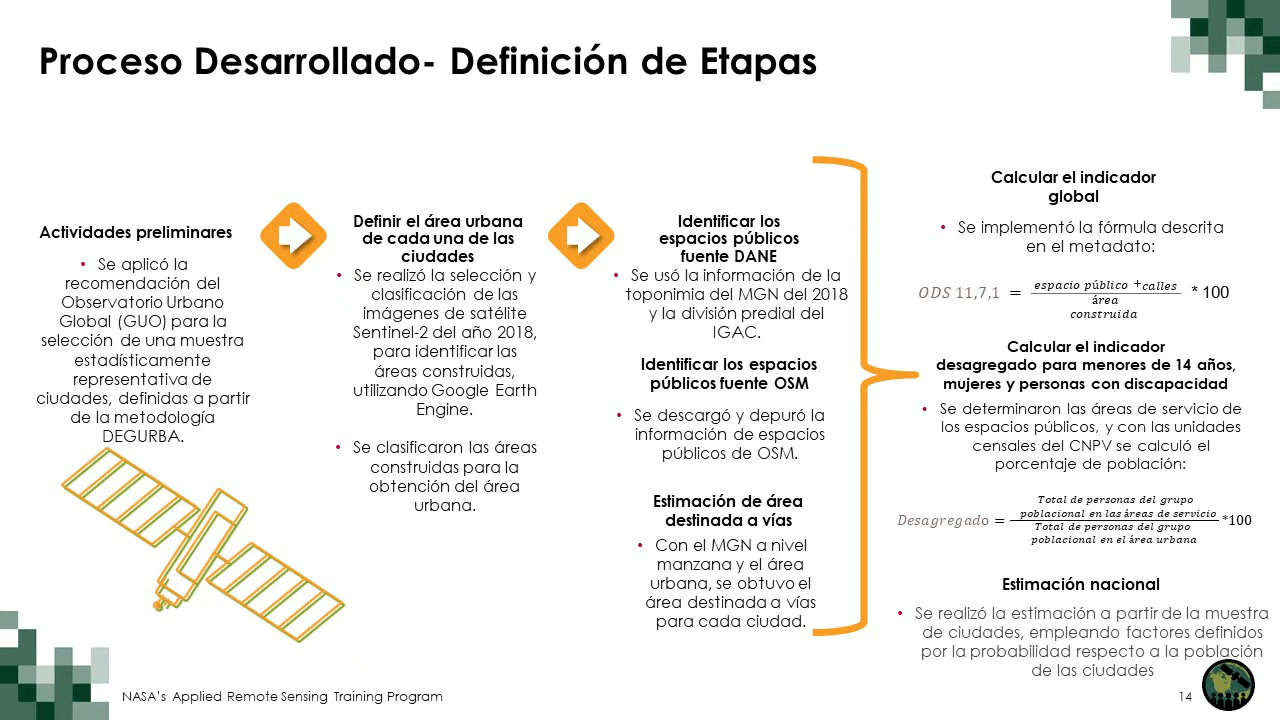 Proceso Desarrollado- Definición de Etapas
Actividades preliminares
• Se aplicó la
recomendación del
Observatorio Urbano
Global (GUO) para la
selección de una muestra
estadísticamente
representativa de
ciudades, definidas a partir
de la metodología
DEGURBA.
Definir el área urbana
de cada una de las
ciudades
• Se realizó la selección y
clasificación de las
imágenes de satélite
Sentinel-2 del año 2018,
para identificar las
áreas construidas,
utilizando Google Earth
Engine.
• Se clasificaron las áreas
construidas para la
obtención del área
urbana.
Identificar los
espacios públicos
fuente DANE
• Se usó la información de la
toponimia del MGN del 2018
y la división predial del
IGAC.
Identificar los espacios
públicos fuente OSM
• Se descargó y depuró la
información de espacios
públicos de OSM.
Estimación de área
destinada a vías
• Con el MGN a nivel
manzana y el área
urbana, se obtuvo el
área destinada a vías
para cada ciudad.
Calcular el indicador
global
• Se implementó la fórmula descrita
en el metadato:
espacio público +calles
ODS 11,7,1 = * 100
área
construida
Calcular el indicador
desagregado para menores de 14 años,
mujeres y personas con discapacidad
• Se determinaron las áreas de servicio de
los espacios públicos, y con las unidades
censales del CNPV se calculó el
porcentaje de población:
Total de personas del grupo
poblacional en las áreas de servicio
Desagregado = *100
Total de personas del grupo
poblacional en el área urbana
Estimación nacional
• Se realizó la estimación a partir de la muestra
de ciudades, empleando factores definidos
por la probabilidad respecto a la población
de las ciudades
NASA's Applied Remote Sensing Training Program
14